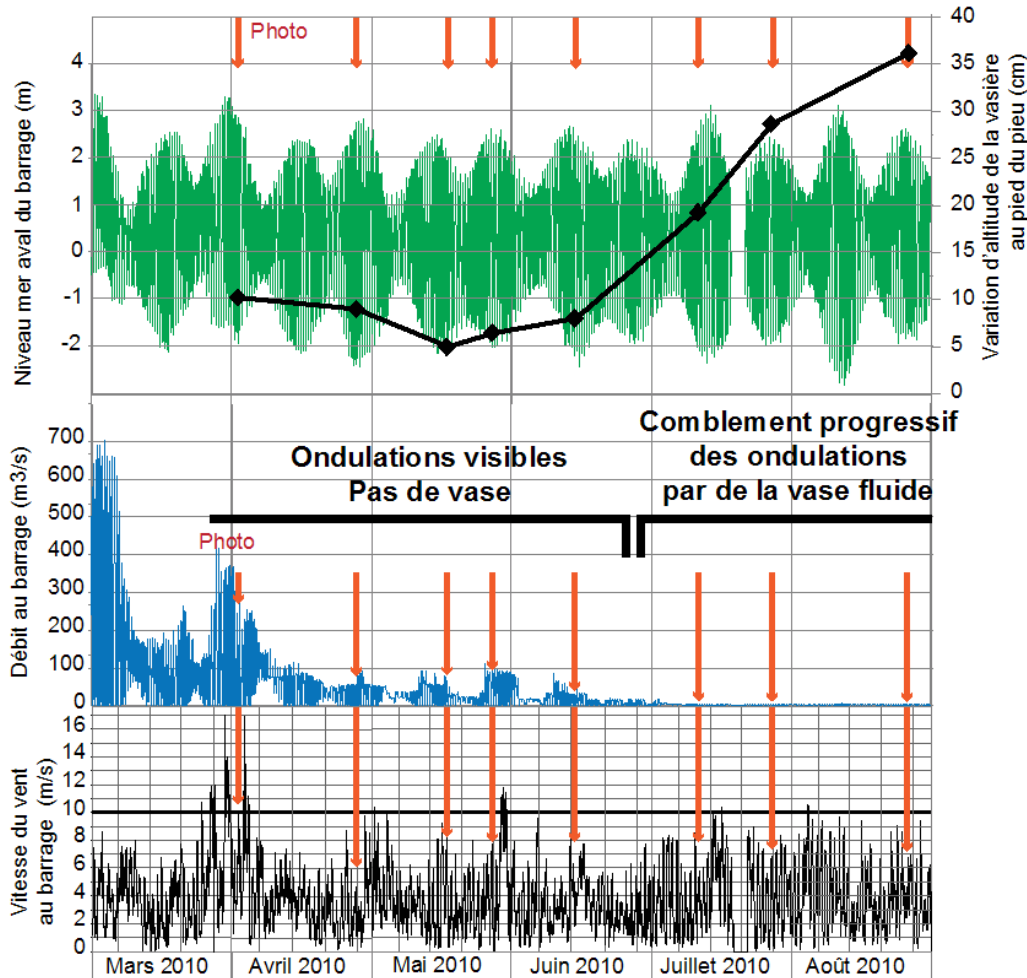 Photo
Niveau mer aval du barrage (m)
4
3
2
1
0
-1
-2
40
35
30
25
20
15
10
5
0
Variation d'altitude de la vasière
au pied du pieu (cm)
Débit au barrage (m3/s)
700
600
500
400
300
200
100
0
Ondulations visibles
Pas de vase
Comblement progressif
des ondulations
par de la vase fluide
Photo
Vitesse du vent
au barrage (m/s)
16
14
12
10
8
6
4
2
0
Mars 2010 Avril 2010 Mai 2010 Juin 2010 Juillet 2010 Août 2010